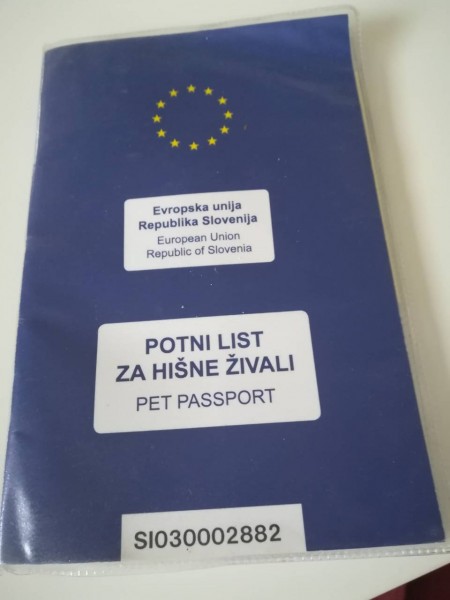 Evropska unija
Republika Slovenija
European Union
Republic of Slovenia
POTNI LIST
ZA HIŠNE ŽIVALI
PET PASSPORT
SI030002882